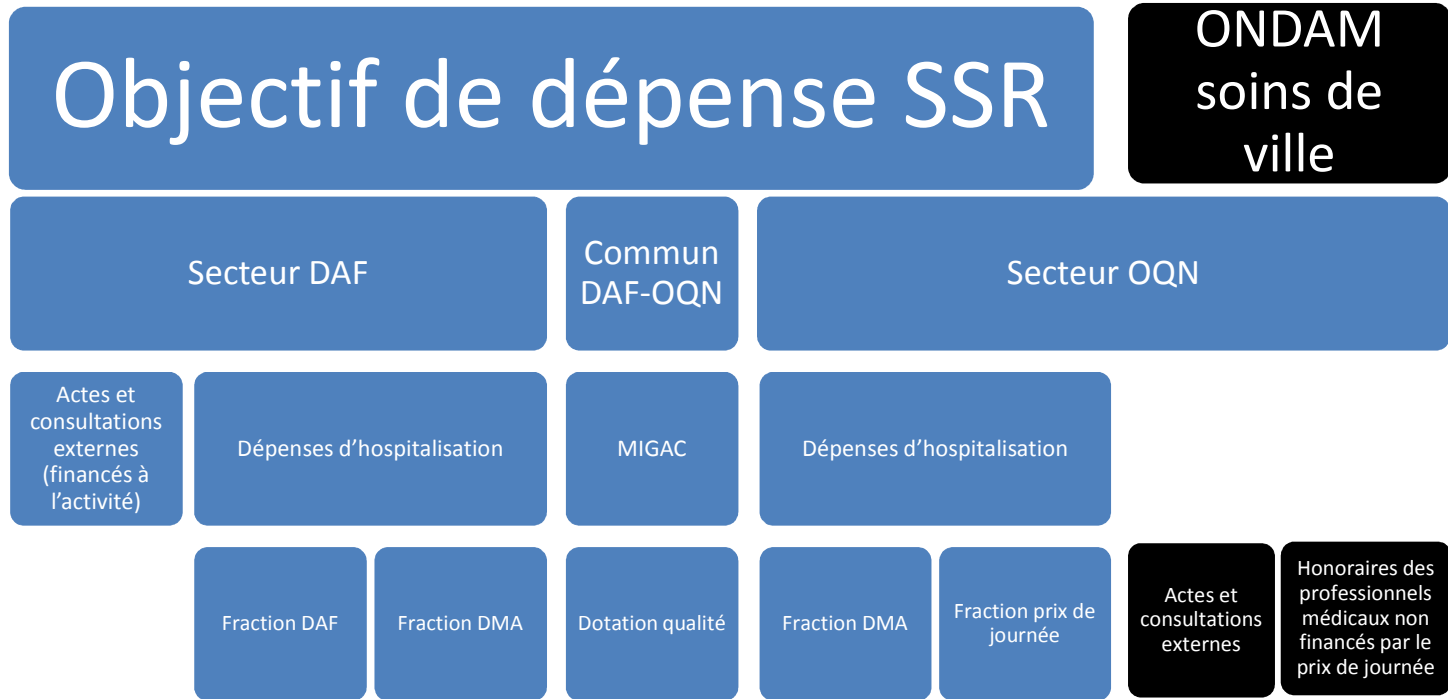 Objectif de dépense SSR
ONDAM
soins de
ville
Secteur DAF
Commun
DAF-OQN
Secteur OQN
Actes et
consultations
externes
(financés à
l’activité)
Dépenses d’hospitalisation
MIGAC
Dépenses d’hospitalisation
Fraction DAF
Fraction DMA
Dotation qualité
Fraction DMA
Fraction prix de
journée
Actes et
consultations
externes
Honoraires des
professionnels
médicaux non
financés par le
prix de journée